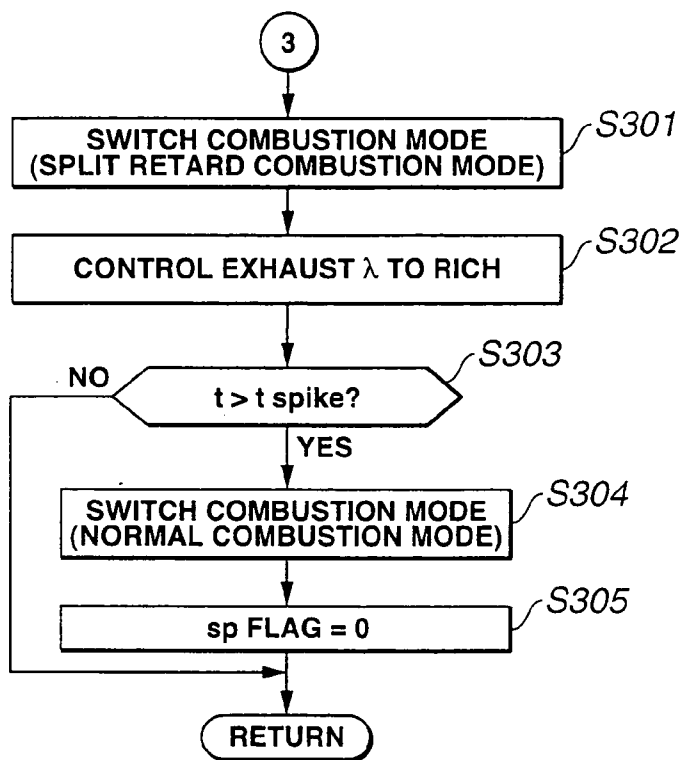 3
SWITCH COMBUSTION MODE
(SPLIT RETARD COMBUSTION MODE)
S301
CONTROL EXHAUST λ TO RICH
S302
t > t spike?
S303
NO
YES
SWITCH COMBUSTION MODE
(NORMAL COMBUSTION MODE)
S304
sp FLAG = 0
S305
RETURN